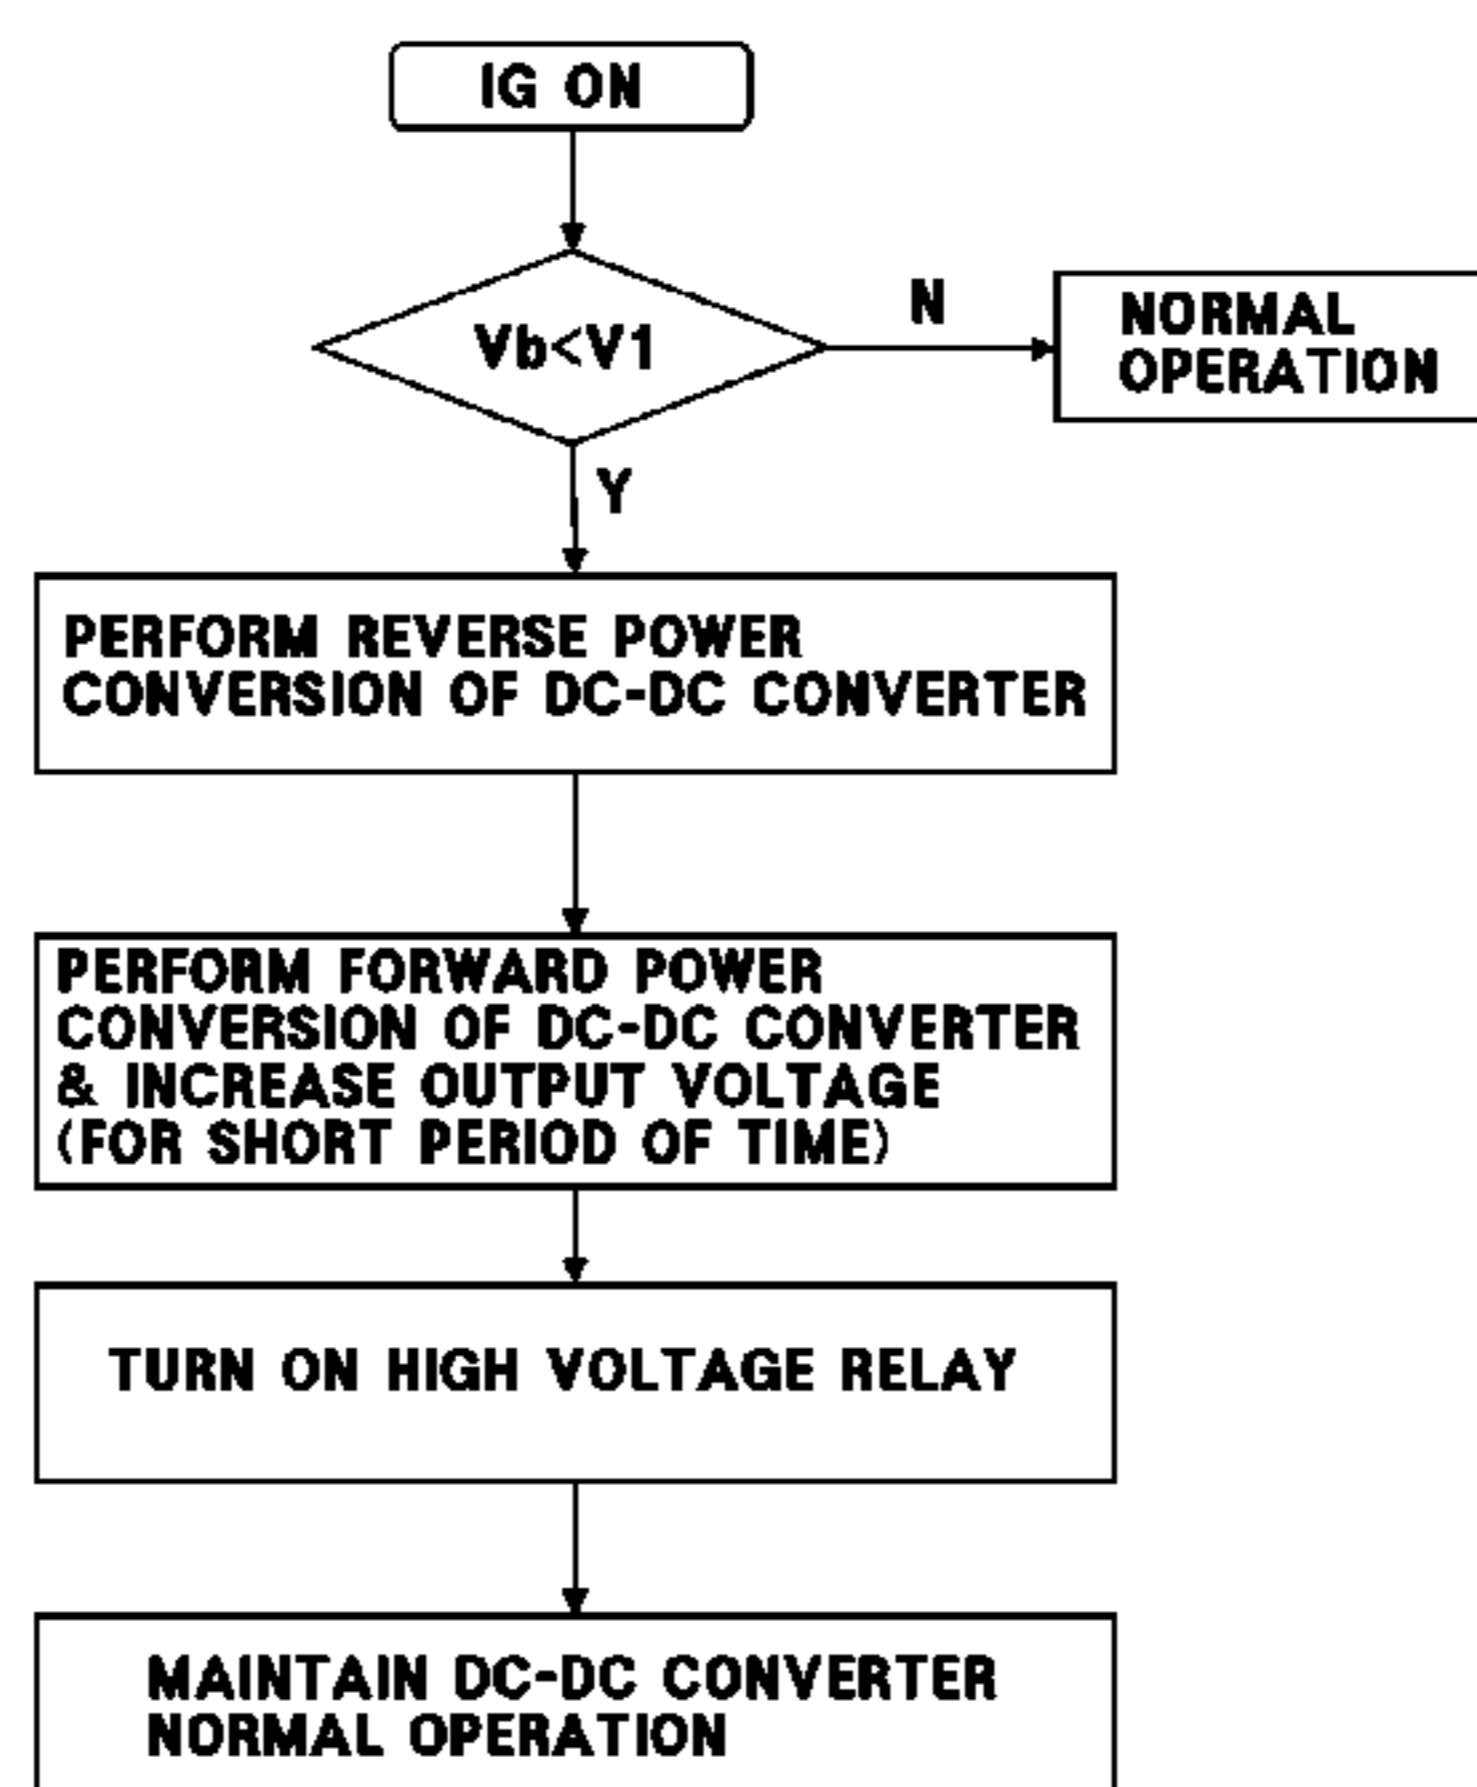 IG ON
Vb<V1
N
NORMAL
OPERATION
Y
PERFORM REVERSE POWER
CONVERSION OF DC-DC CONVERTER
PERFORM FORWARD POWER
CONVERSION OF DC-DC CONVERTER
& INCREASE OUTPUT VOLTAGE
(FOR SHORT PERIOD OF TIME)
TURN ON HIGH VOLTAGE RELAY
MAINTAIN DC-DC CONVERTER
NORMAL OPERATION